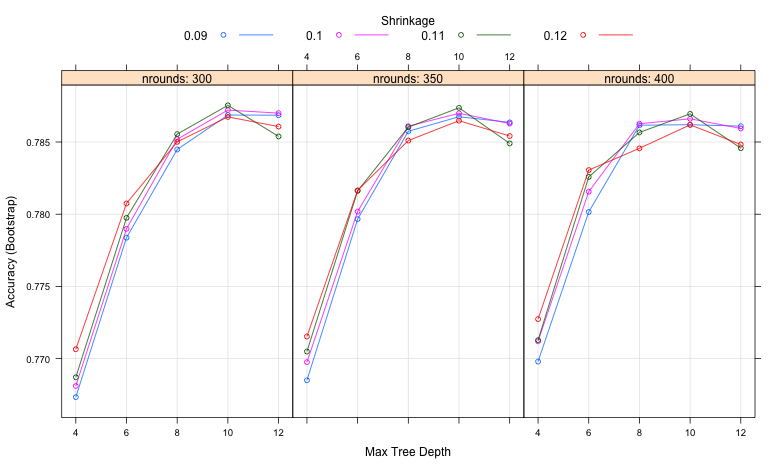 Shrinkage
0.09 0.1 0.11 0.12
4 6 8 10 12
nrounds: 300 nrounds: 350 nrounds: 400
0.785
0.780
0.775
0.770
Accuracy (Bootstrap)
4 6 8 10 12 4 6 8 10 12
Max Tree Depth